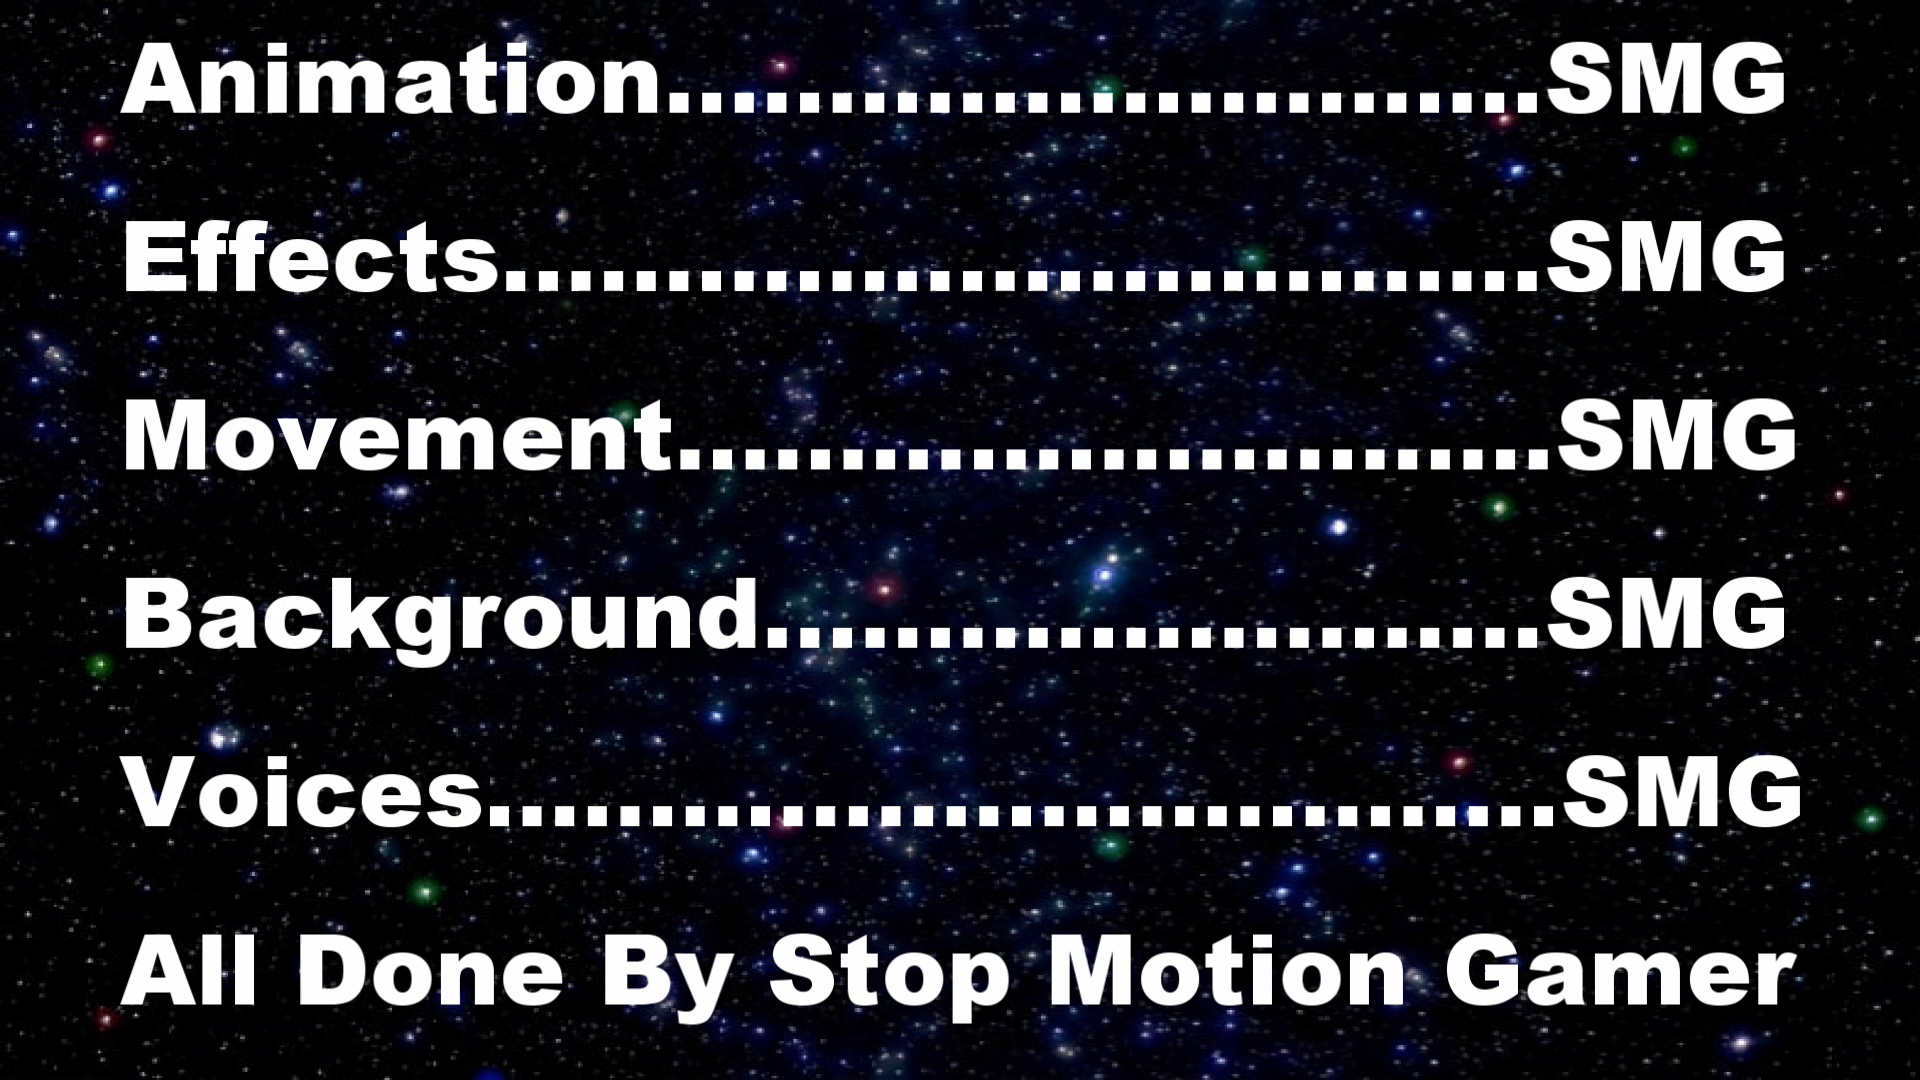 Animation...........................SMG
Effects................................SMG
Movement...........................SMG
Background........................SMG
Voices.................................SMG
All Done By Stop Motion Gamer